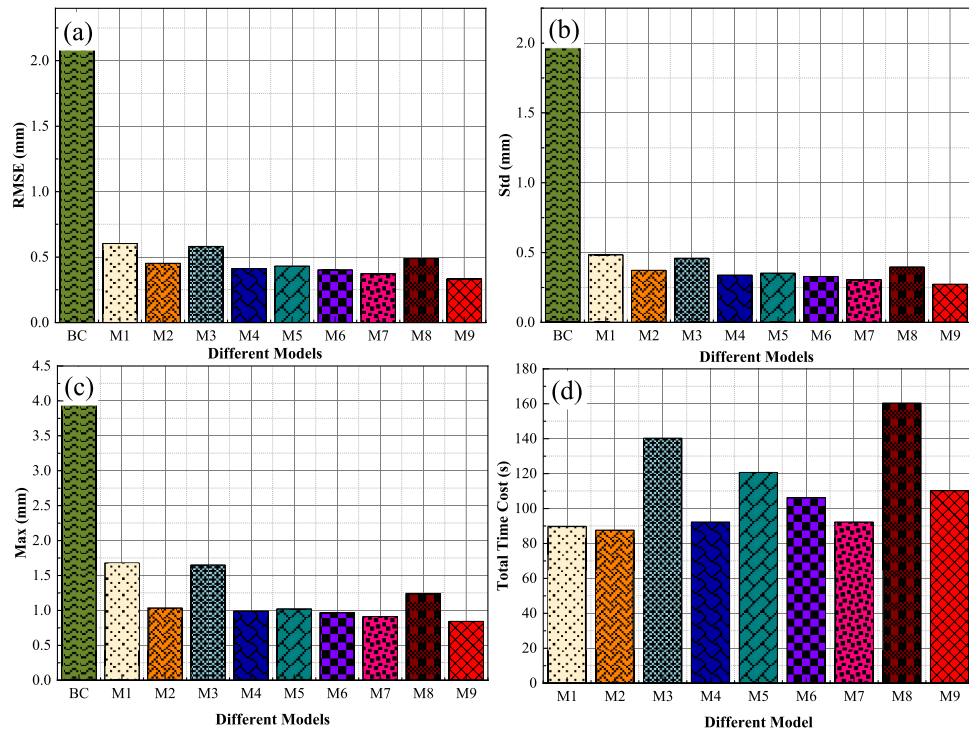 (a)
RMSE (mm)
2.0
1.5
1.0
0.5
0.0
BC M1 M2 M3 M4 M5 M6 M7 M8 M9
Different Models
(b)
Std (mm)
2.0
1.5
1.0
0.5
0.0
BC M1 M2 M3 M4 M5 M6 M7 M8 M9
Different Models
(c)
Max (mm)
4.5
4.0
3.5
3.0
2.5
2.0
1.5
1.0
0.5
0.0
BC M1 M2 M3 M4 M5 M6 M7 M8 M9
Different Models
(d)
Total Time Cost (s)
180
160
140
120
100
80
60
40
20
0
M1 M2 M3 M4 M5 M6 M7 M8 M9
Different Model